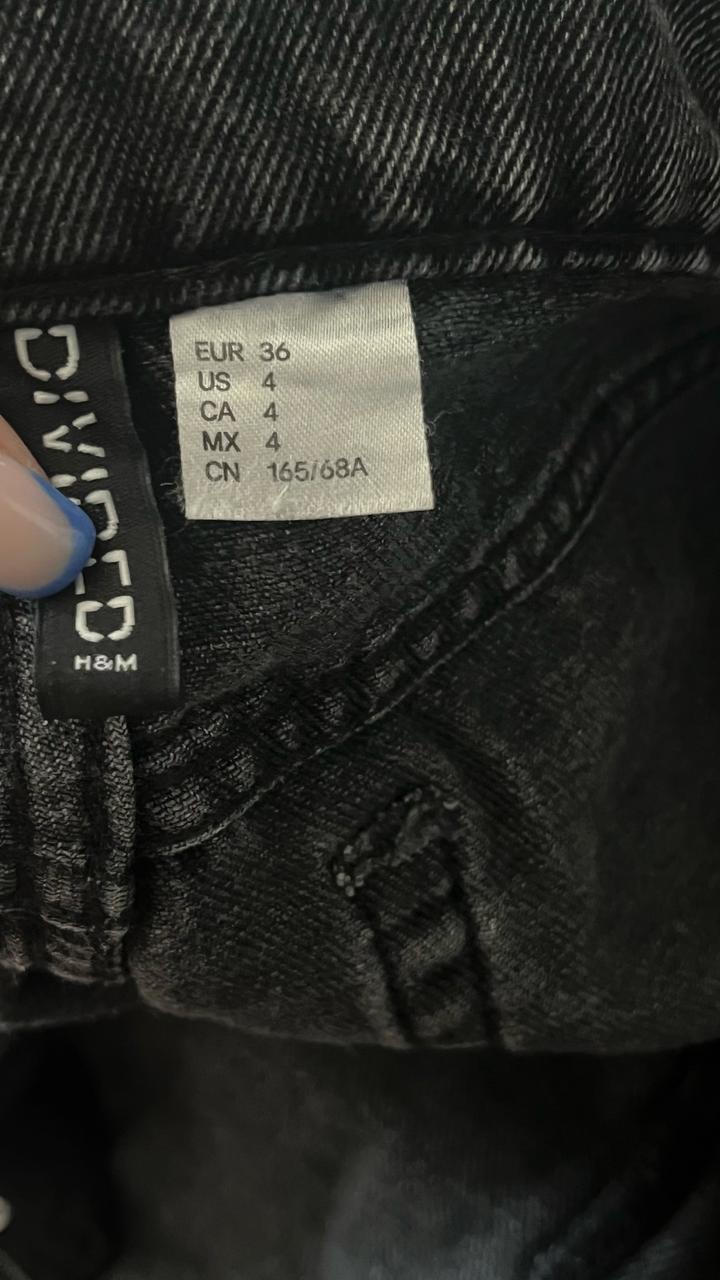 DIVIDED
H&M
EUR 36
US 4
CA 4
MX 4
CN 165/68A